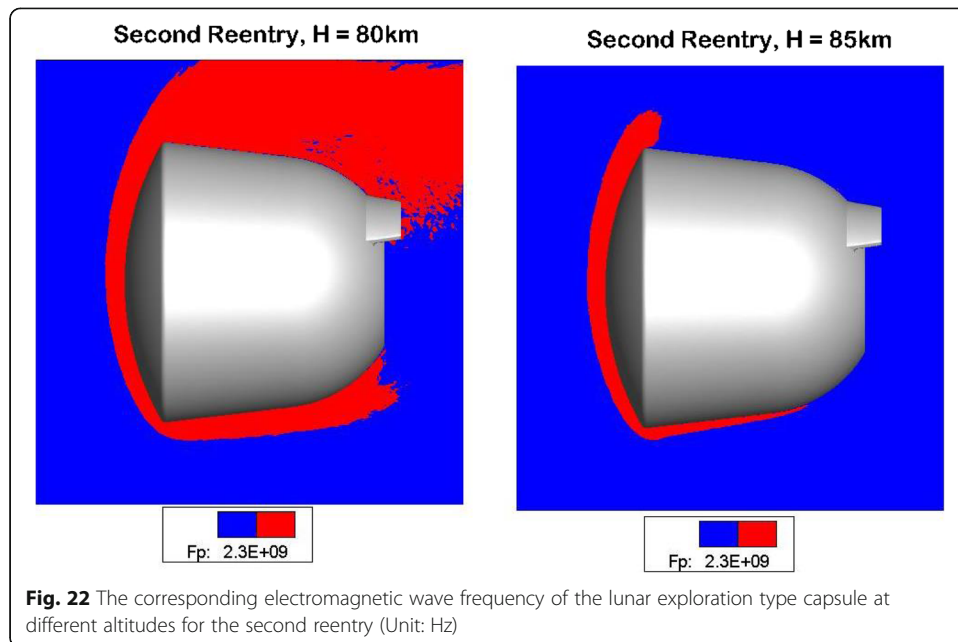 Second Reentry, H = 80km
Second Reentry, H = 85km
Fp: 2.3E+09
Fp: 2.3E+09
Fig. 22 The corresponding electromagnetic wave frequency of the lunar exploration type capsule at
different altitudes for the second reentry (Unit: Hz)